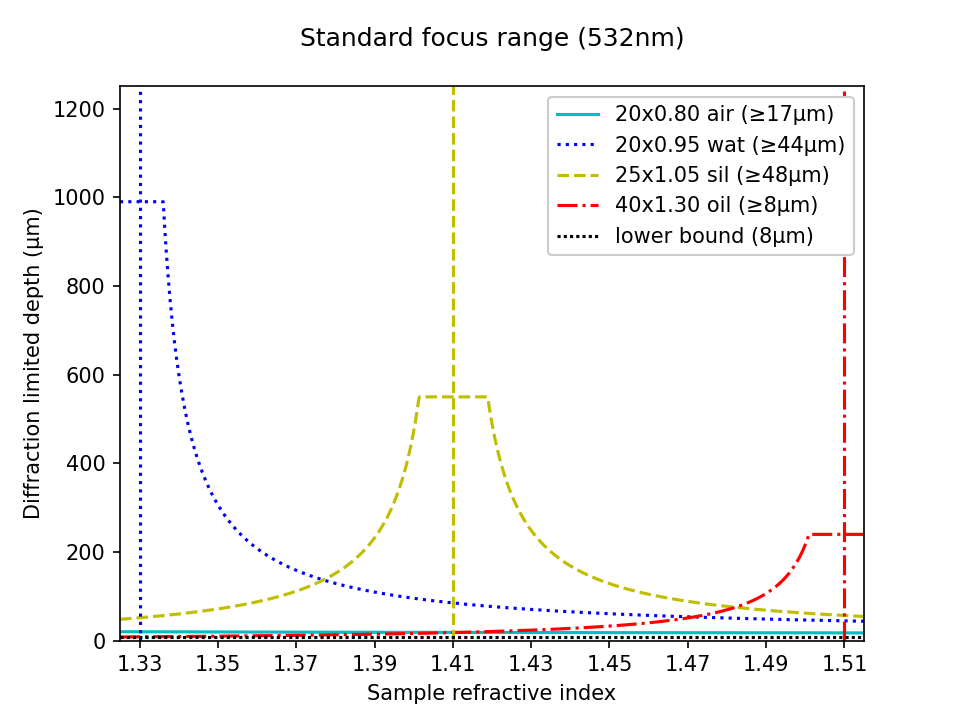 Standard focus range (532nm)
1200
1000
800
600
400
200
0
Diffraction limited depth (μm)
20x0.80 air (≥17μm)
20x0.95 wat (≥44μm)
25x1.05 sil (≥48μm)
40x1.30 oil (≥8μm)
lower bound (8μm)
1.33 1.35 1.37 1.39 1.41 1.43 1.45 1.47 1.49 1.51
Sample refractive index